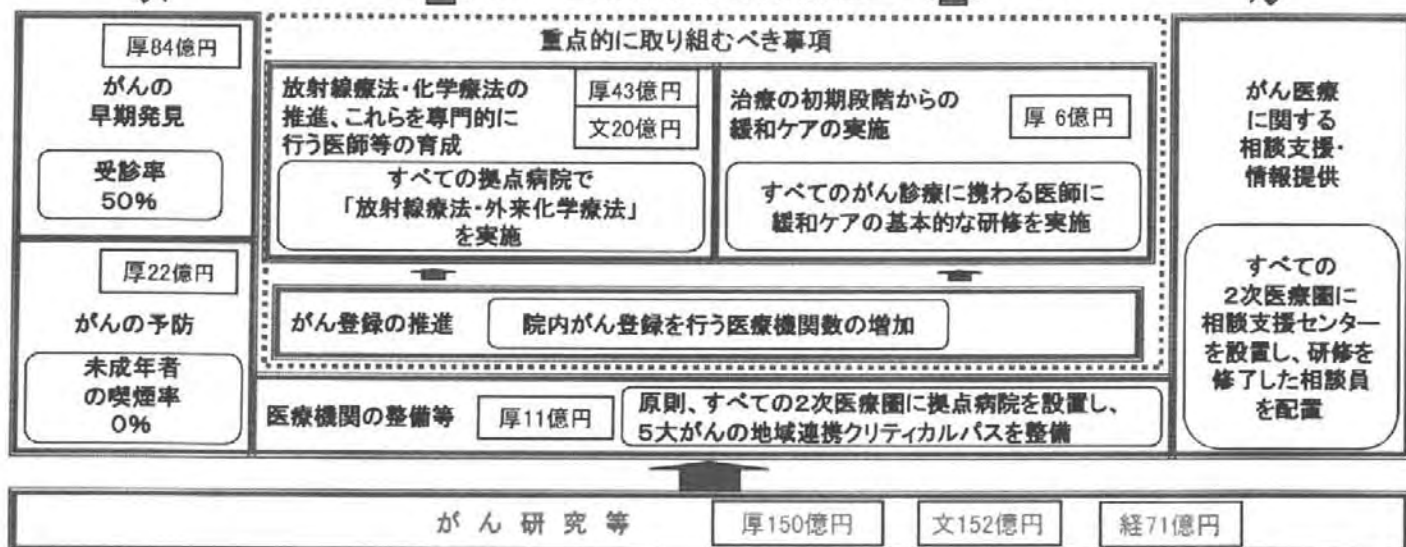 厚84億円
がんの
早期発見
受診率
50%
厚22億円
がんの予防
未成年者
の喫煙率
0%
重点的に取り組むべき事項
放射線療法・化学療法の
推進、これらを専門的に
行う医師等の育成
厚43億円
文20億円
すべての拠点病院で
「放射線療法・外来化学療法」
を実施
治療の初期段階からの
緩和ケアの実施
厚 6億円
すべてのがん診療に携わる医師に
緩和ケアの基本的な研修を実施
がん登録の推進
院内がん登録を行う医療機関数の増加
医療機関の整備等
厚11億円
原則、すべての2次医療圏に拠点病院を設置し、
5大がんの地域連携クリティカルパスを整備
がん医療
に関する
相談支援・
情報提供
すべての
2次医療圏に
相談支援センター
を設置し、研修を
修了した相談員
を配置
がん研究等
厚150億円
文152億円
経71億円